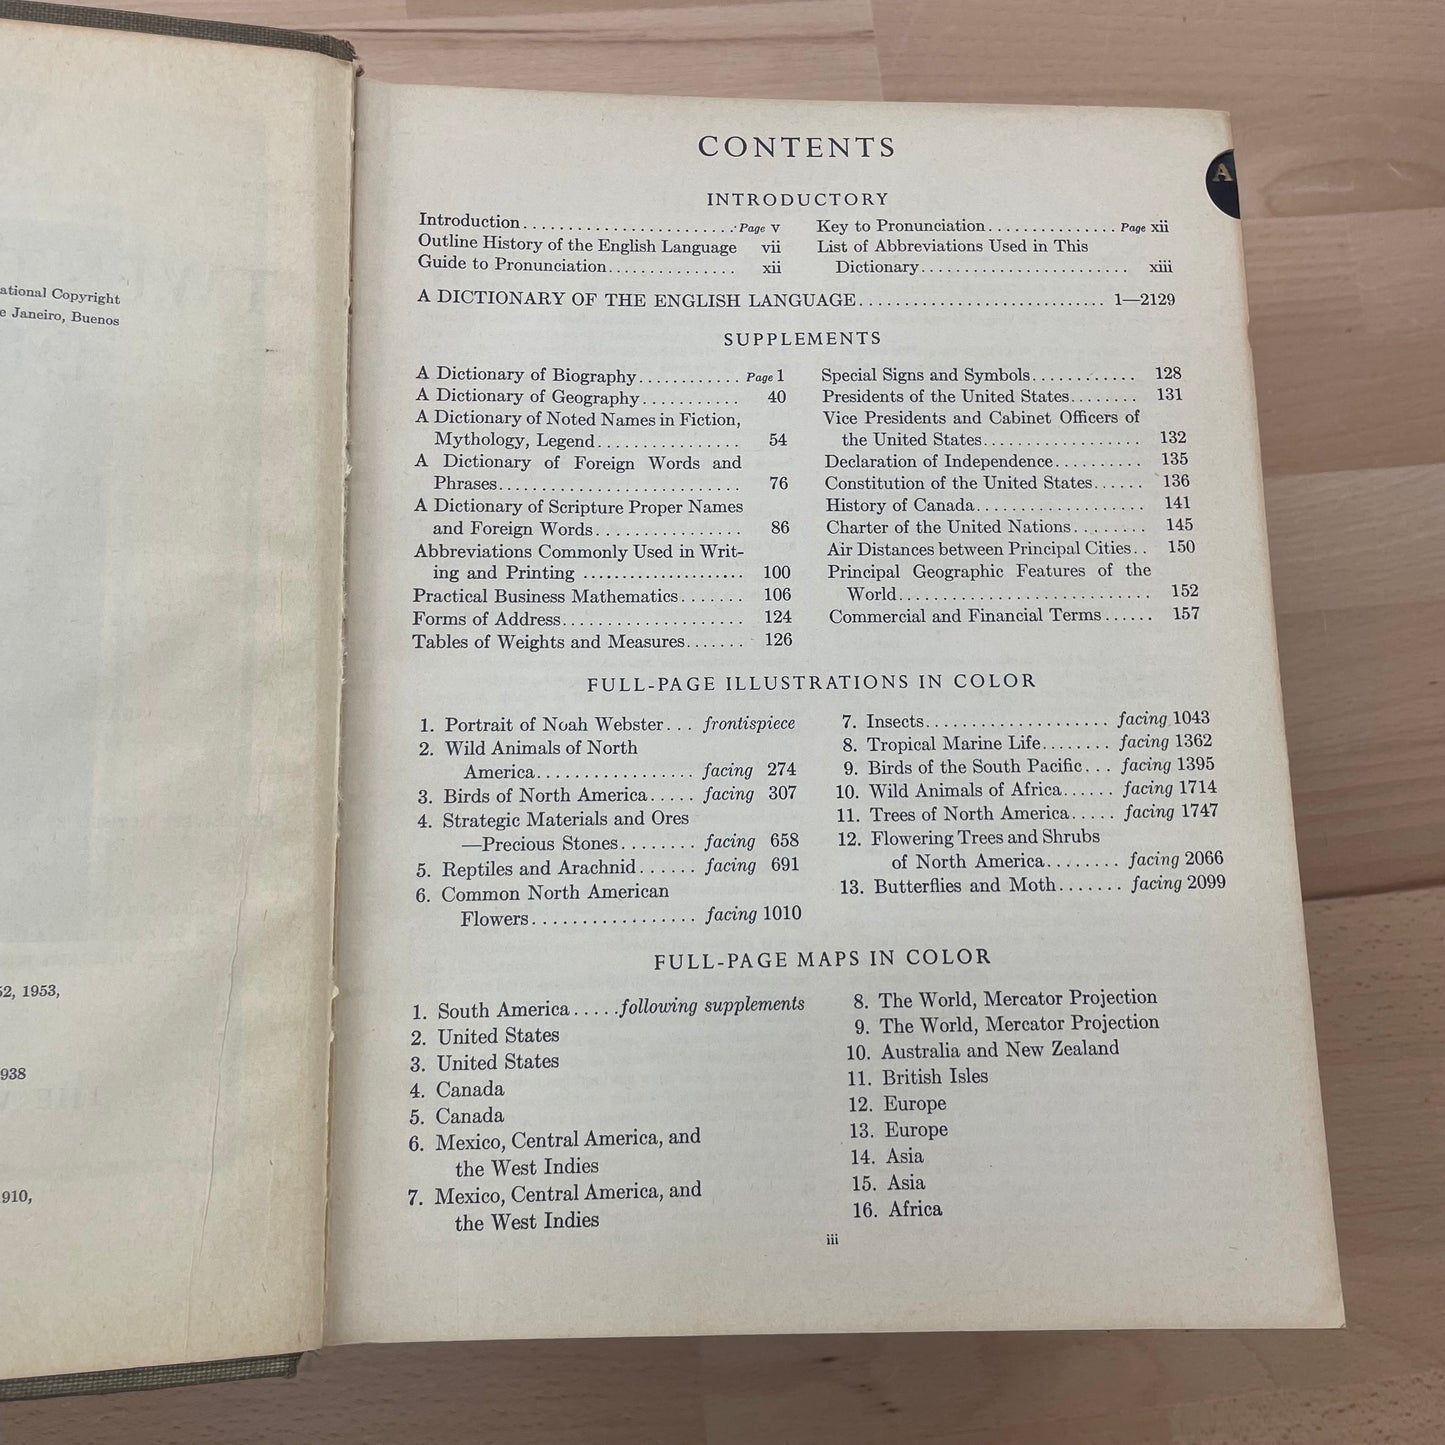 ational Copyright
e Janeiro, Buenos
52, 1953,
938
910,
CONTENTS
INTRODUCTORY
Introduction........................Page v
Outline History of the English Language vii
Guide to Pronunciation.............. xii
Key to Pronunciation............... Page xii
List of Abbreviations Used in This
Dictionary........................ xiii
A DICTIONARY OF THE ENGLISH LANGUAGE............................ 1—2129
SUPPLEMENTS
A Dictionary of Biography............ Page 1
A Dictionary of Geography........... 40
A Dictionary of Noted Names in Fiction,
Mythology, Legend................ 54
A Dictionary of Foreign Words and
Phrases............................ 76
A Dictionary of Scripture Proper Names
and Foreign Words................ 86
Abbreviations Commonly Used in Writ-
ing and Printing ..................... 100
Practical Business Mathematics....... 106
Forms of Address..................... 124
Tables of Weights and Measures....... 126
Special Signs and Symbols............ 128
Presidents of the United States........ 131
Vice Presidents and Cabinet Officers of
the United States.................. 132
Declaration of Independence.......... 135
Constitution of the United States...... 136
History of Canada.................... 141
Charter of the United Nations........ 145
Air Distances between Principal Cities.. 150
Principal Geographic Features of the
World............................. 152
Commercial and Financial Terms...... 157
FULL-PAGE ILLUSTRATIONS IN COLOR
1. Portrait of Noah Webster... frontispiece
2. Wild Animals of North
America................. facing 274
3. Birds of North America..... facing 307
4. Strategic Materials and Ores
—Precious Stones........ facing 658
5. Reptiles and Arachnid...... facing 691
6. Common North American
Flowers................. facing 1010
7. Insects.................... facing 1043
8. Tropical Marine Life........ facing 1362
9. Birds of the South Pacific... facing 1395
10. Wild Animals of Africa...... facing 1714
11. Trees of North America..... facing 1747
12. Flowering Trees and Shrubs
of North America........ facing 2066
13. Butterflies and Moth....... facing 2099
FULL-PAGE MAPS IN COLOR
1. South America.....following supplements
2. United States
3. United States
4. Canada
5. Canada
6. Mexico, Central America, and
the West Indies
7. Mexico, Central America, and
the West Indies
8. The World, Mercator Projection
9. The World, Mercator Projection
10. Australia and New Zealand
11. British Isles
12. Europe
13. Europe
14. Asia
15. Asia
16. Africa
iii
A